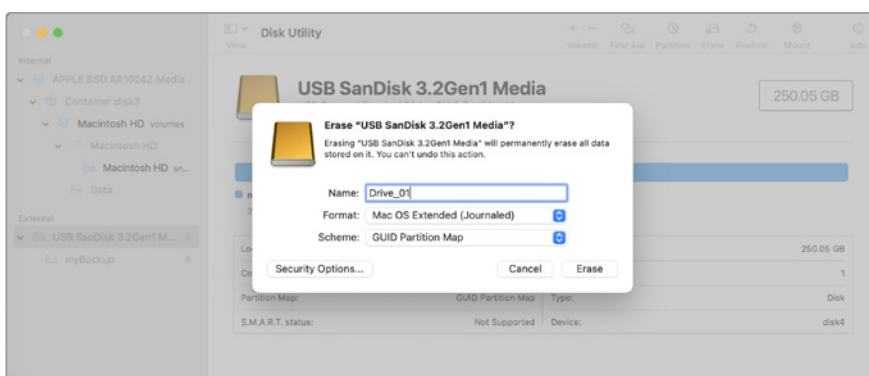 Disk Utility
View
Volume First Aid Partition Erase Restore Mount Info
Internal
APPLE SSD AP1024Z Media
Container disk3
Macintosh HD volumes
Macintosh HD
Macintosh HD sn...
Data
External
USB SanDisk 3.2Gen1 M...
myBackup
USB SanDisk 3.2Gen1 Media
250.05 GB
Erase "USB SanDisk 3.2Gen1 Media"?
Erasing "USB SanDisk 3.2Gen1 Media" will permanently erase all data
stored on it. You can't undo this action.
Name: Drive_01
Format: Mac OS Extended (Journaled)
Scheme: GUID Partition Map
Security Options... Cancel Erase
250.05 GB
1
Partition Map: GUID Partition Map Type: Disk
S.M.A.R.T. status: Not Supported Device: disk4